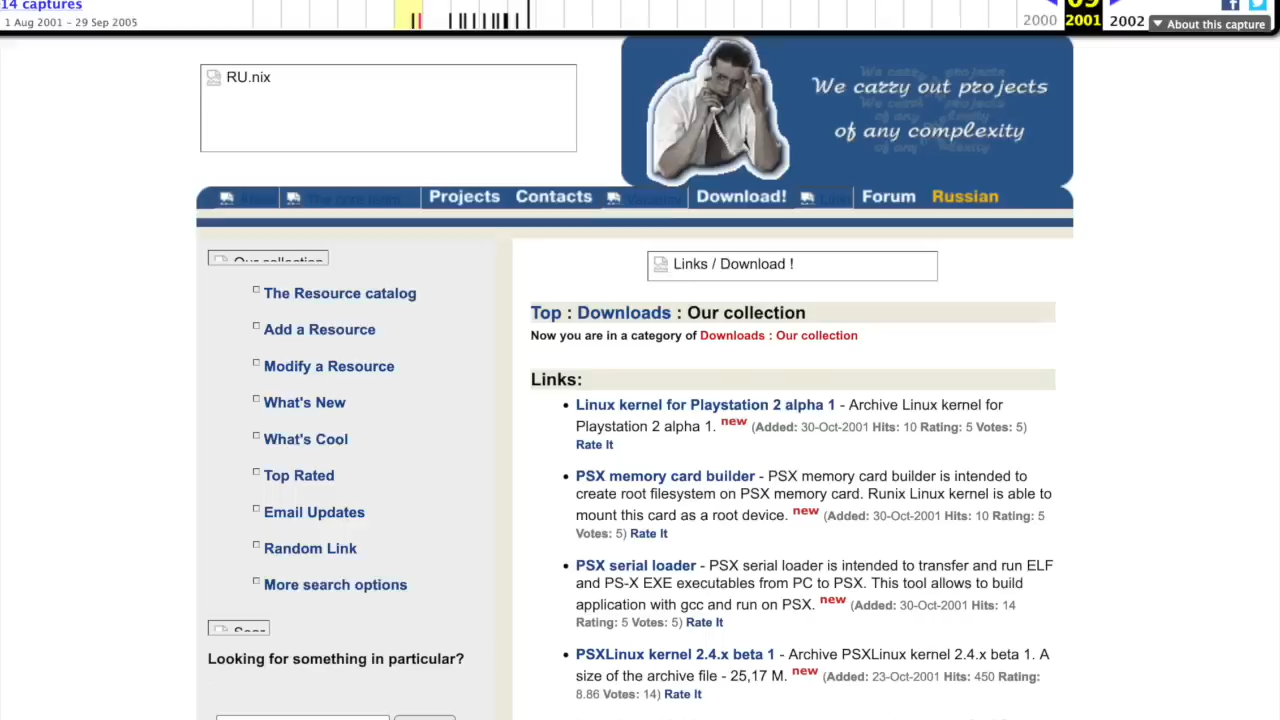 14 captures
1 Aug 2001 – 29 Sep 2005
2000 2001 2002 About this capture
RU.nix
We carry out projects
of any complexity
Projects Contacts Download! Forum Russian
Our collection
The Resource catalog
Add a Resource
Modify a Resource
What's New
What's Cool
Top Rated
Email Updates
Random Link
More search options
Looking for something in particular?
Links / Download !
Top : Downloads : Our collection
Now you are in a category of Downloads : Our collection
Links:
Linux kernel for Playstation 2 alpha 1 - Archive Linux kernel for
Playstation 2 alpha 1. new (Added: 30-Oct-2001 Hits: 10 Rating: 5 Votes: 5)
Rate It
PSX memory card builder - PSX memory card builder is intended to
create root filesystem on PSX memory card. Runix Linux kernel is able to
mount this card as a root device. new (Added: 30-Oct-2001 Hits: 10 Rating: 5
Votes: 5) Rate It
PSX serial loader - PSX serial loader is intended to transfer and run ELF
and PS-X EXE executables from PC to PSX. This tool allows to build
application with gcc and run on PSX. new (Added: 30-Oct-2001 Hits: 14
Rating: 5 Votes: 5) Rate It
PSXLinux kernel 2.4.x beta 1 - Archive PSXLinux kernel 2.4.x beta 1. A
size of the archive file - 25,17 M. new (Added: 23-Oct-2001 Hits: 450 Rating:
8.86 Votes: 14) Rate It